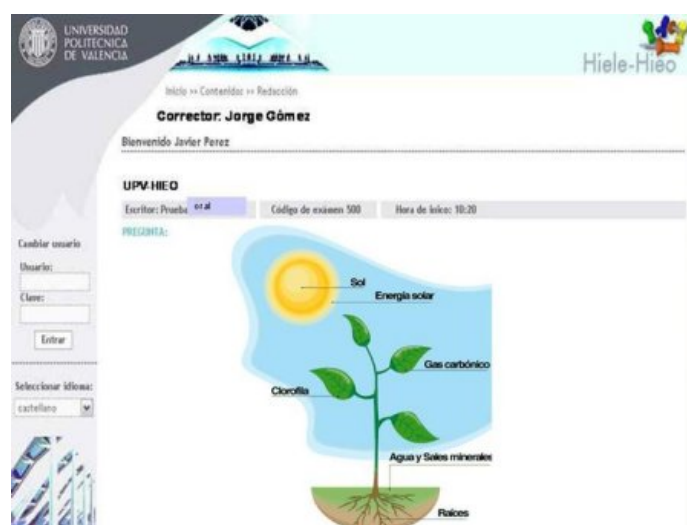 UNIVERSIDAD
POLITECNICA
DE VALENCIA
Hiele-Hieo
Inicio >> Contenidos >> Redacción
Corrector: Jorge Gómez
Bienvenido Javier Perez
UPV-HIEO
Escritor: Prueba oral Código de exámen 500 Hora de inico: 10:20
PREGUNTA:
Cambiar usuario
Usuario:
Clave:
Entrar
Seleccionar idioma:
castellano
Sol
Energía solar
Gas carbónico
Clorofila
Agua y Sales minerales
Raíces